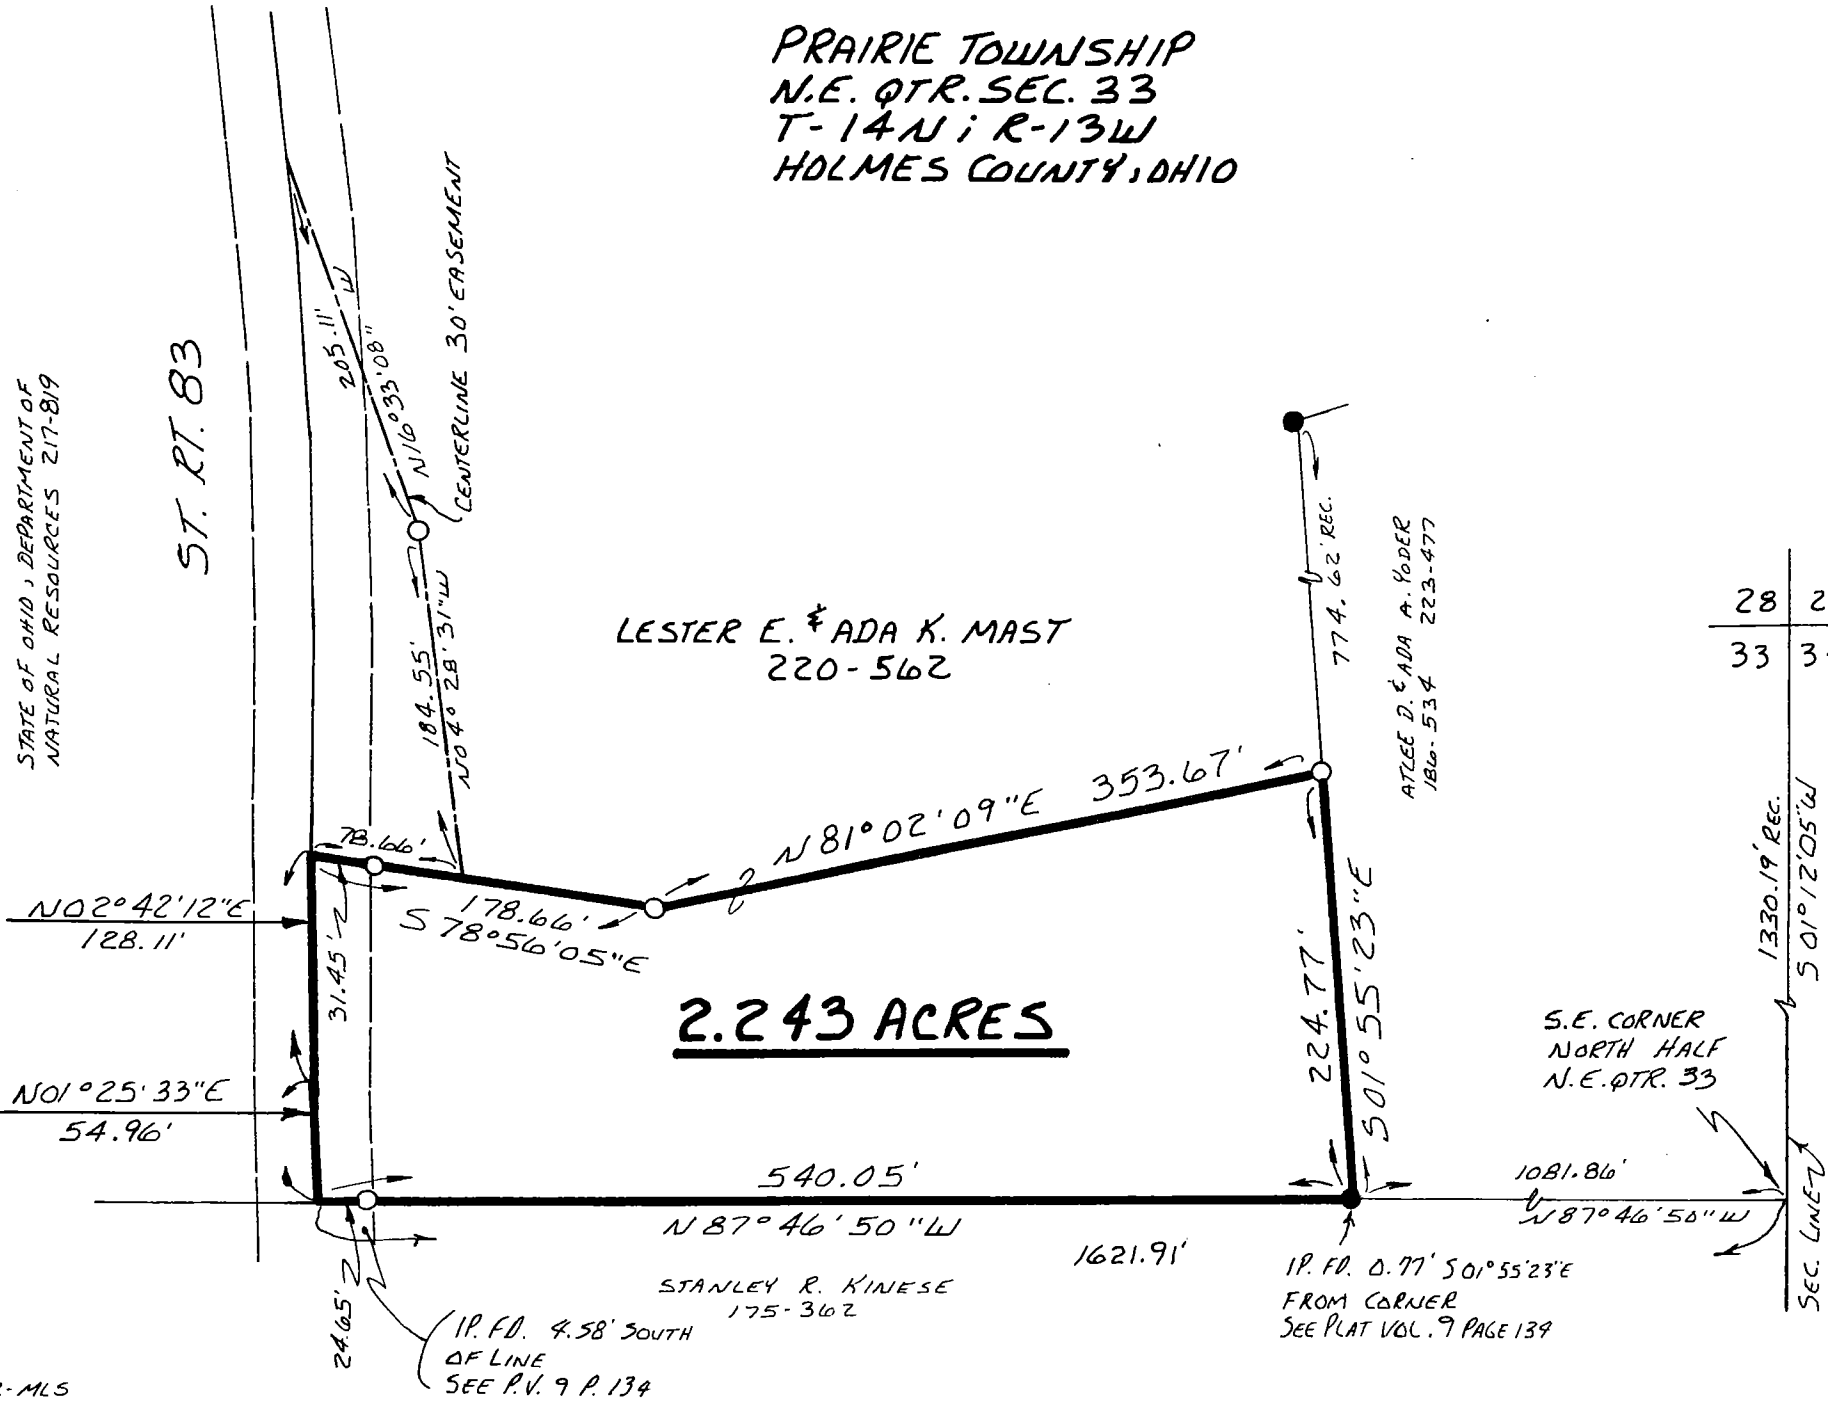 PRAIRIE TOWNSHIP
N.E. QTR. SEC. 33
T-14N; R-13W
HOLMES COUNTY, OHIO
STATE OF OHIO, DEPARTMENT OF
NATURAL RESOURCES 217-819
ST. RT. 83
205.11'
N16°33'08"W
CENTERLINE 30' EASEMENT
184.55'
N04°28'31"W
LESTER E. & ADA K. MAST
220-562
774.62' REC.
ATLEE D. & ADA A. YODER
186-534 223-477
28
33
1330.19' REC.
S01°12'05"W
SEC. LINE
78.66'
178.66'
S 78°56'05"E
N81°02'09"E 353.67'
N02°42'12"E
128.11'
31.45'
N01°25'33"E
54.96'
2.243 ACRES
224.77'
S01°55'23"E
S.E. CORNER
NORTH HALF
N.E. QTR. 33
540.05'
N87°46'50"W
1081.86'
N87°46'50"W
1621.91'
STANLEY R. KINESE
175-362
24.65'
I.P. FD. 4.58' SOUTH
OF LINE
SEE P.V. 9 P. 134
I.P. FD. 0.77' S01°55'23"E
FROM CORNER
SEE PLAT VOL. 9 PAGE 134
-MLS